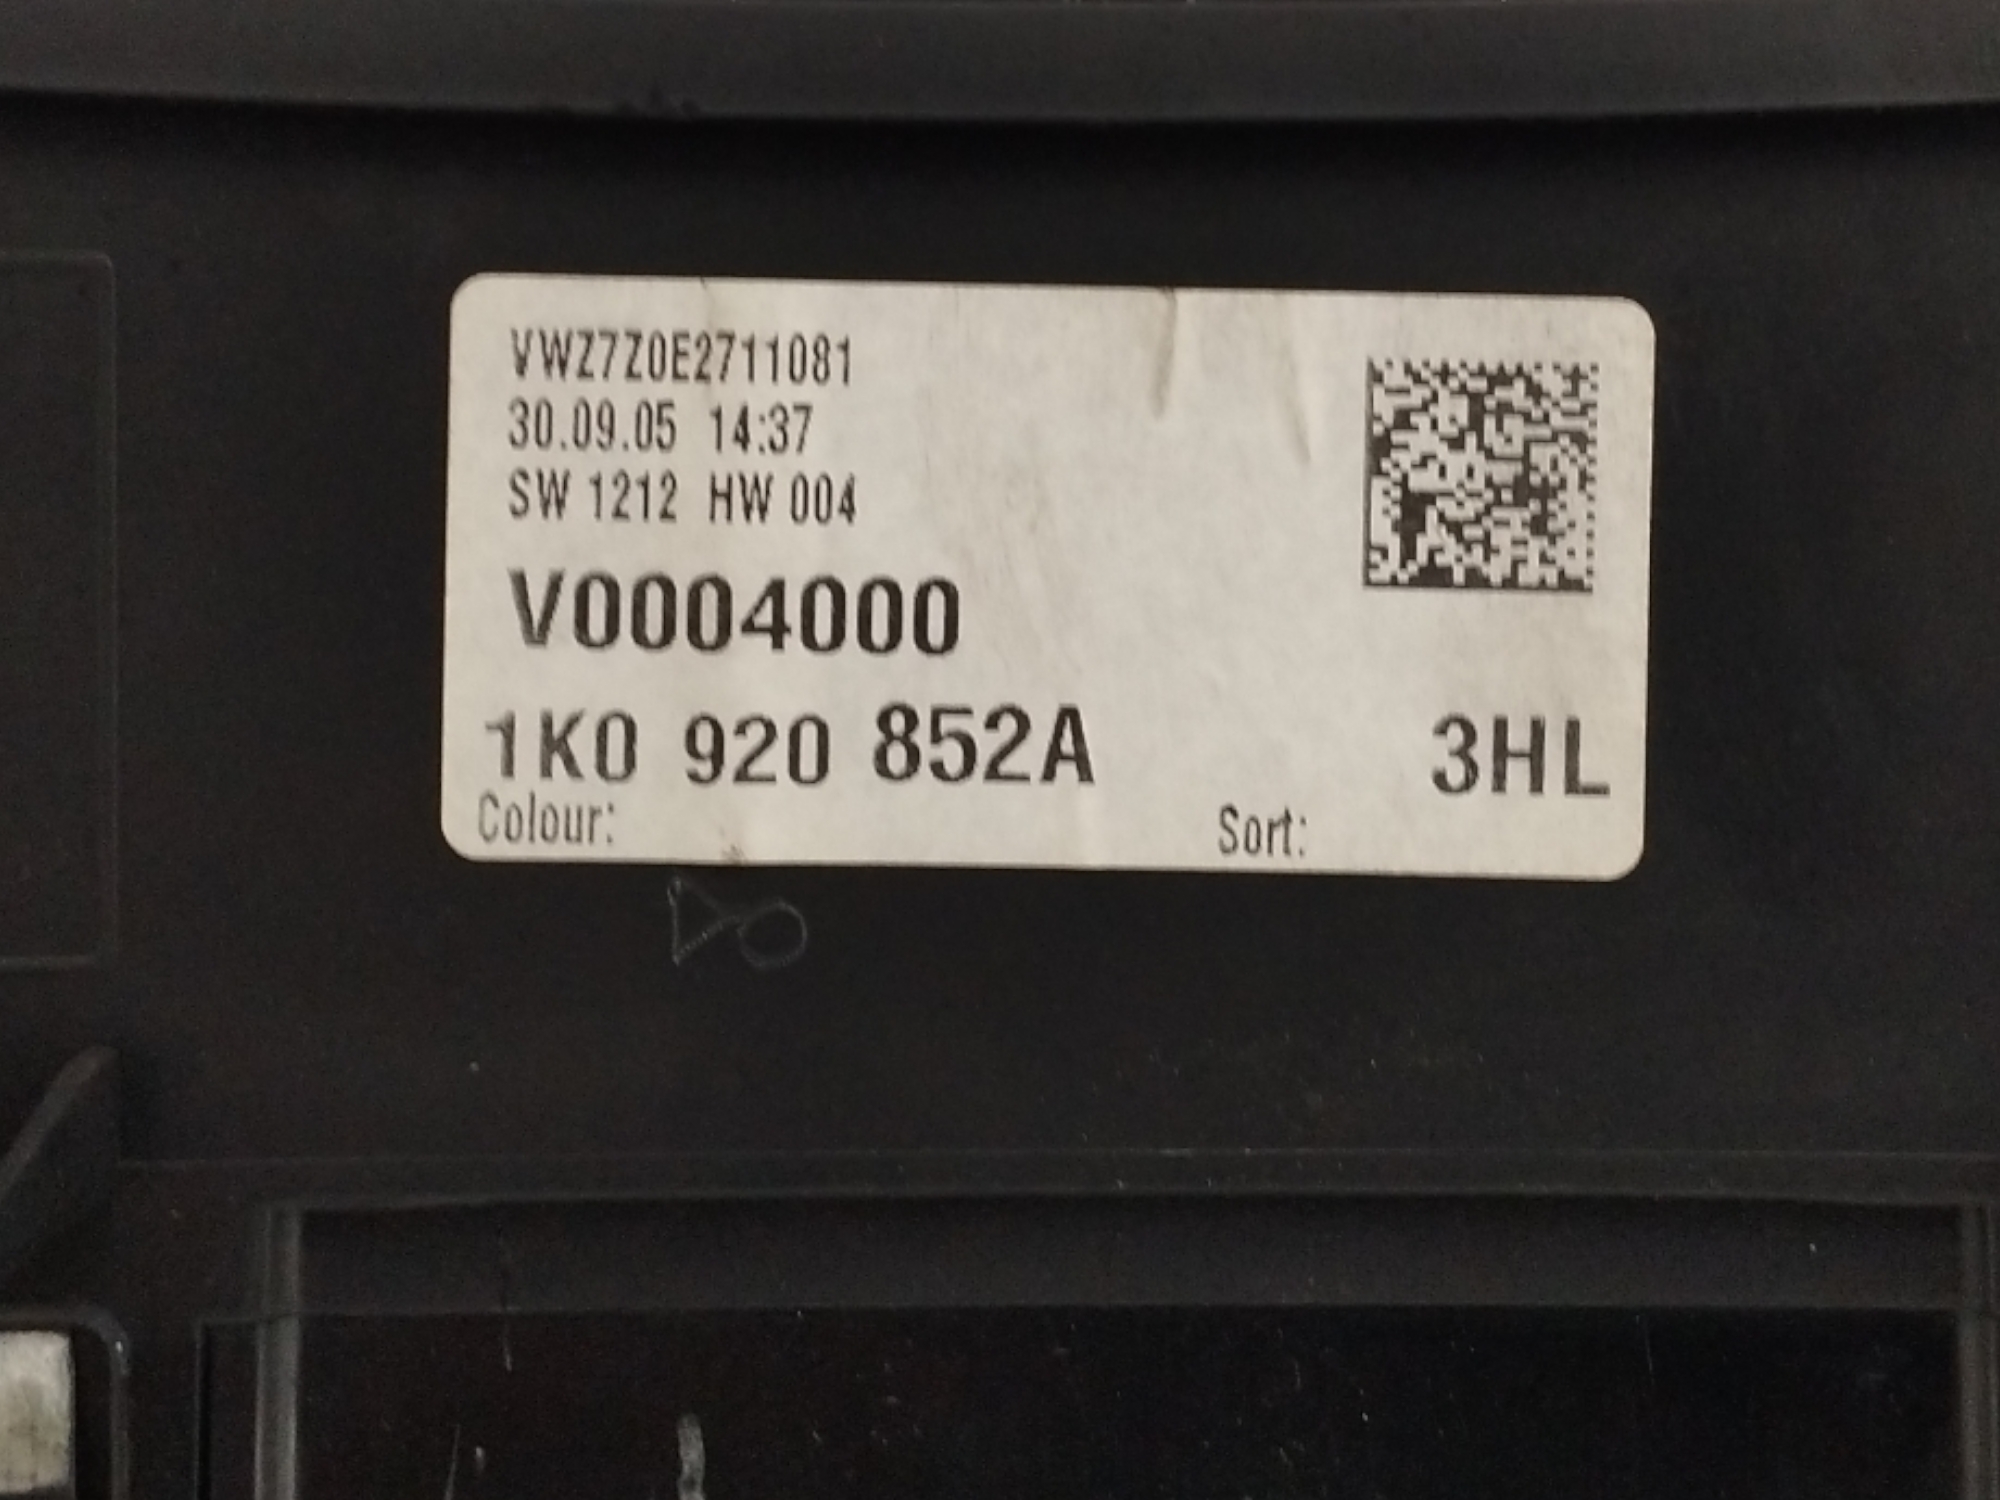 VWZ7Z0E2711081
30.09.05 14:37
SW 1212 HW 004
V0004000
1K0 920 852A 3HL
Colour: Sort: